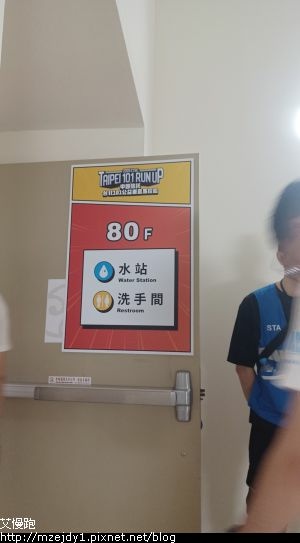 TAIPEI 101 RUN UP
80F
水站
Water Station
洗手間
Restroom
STA
艾慢跑
http://mzejdy1.pixnet.net/blog